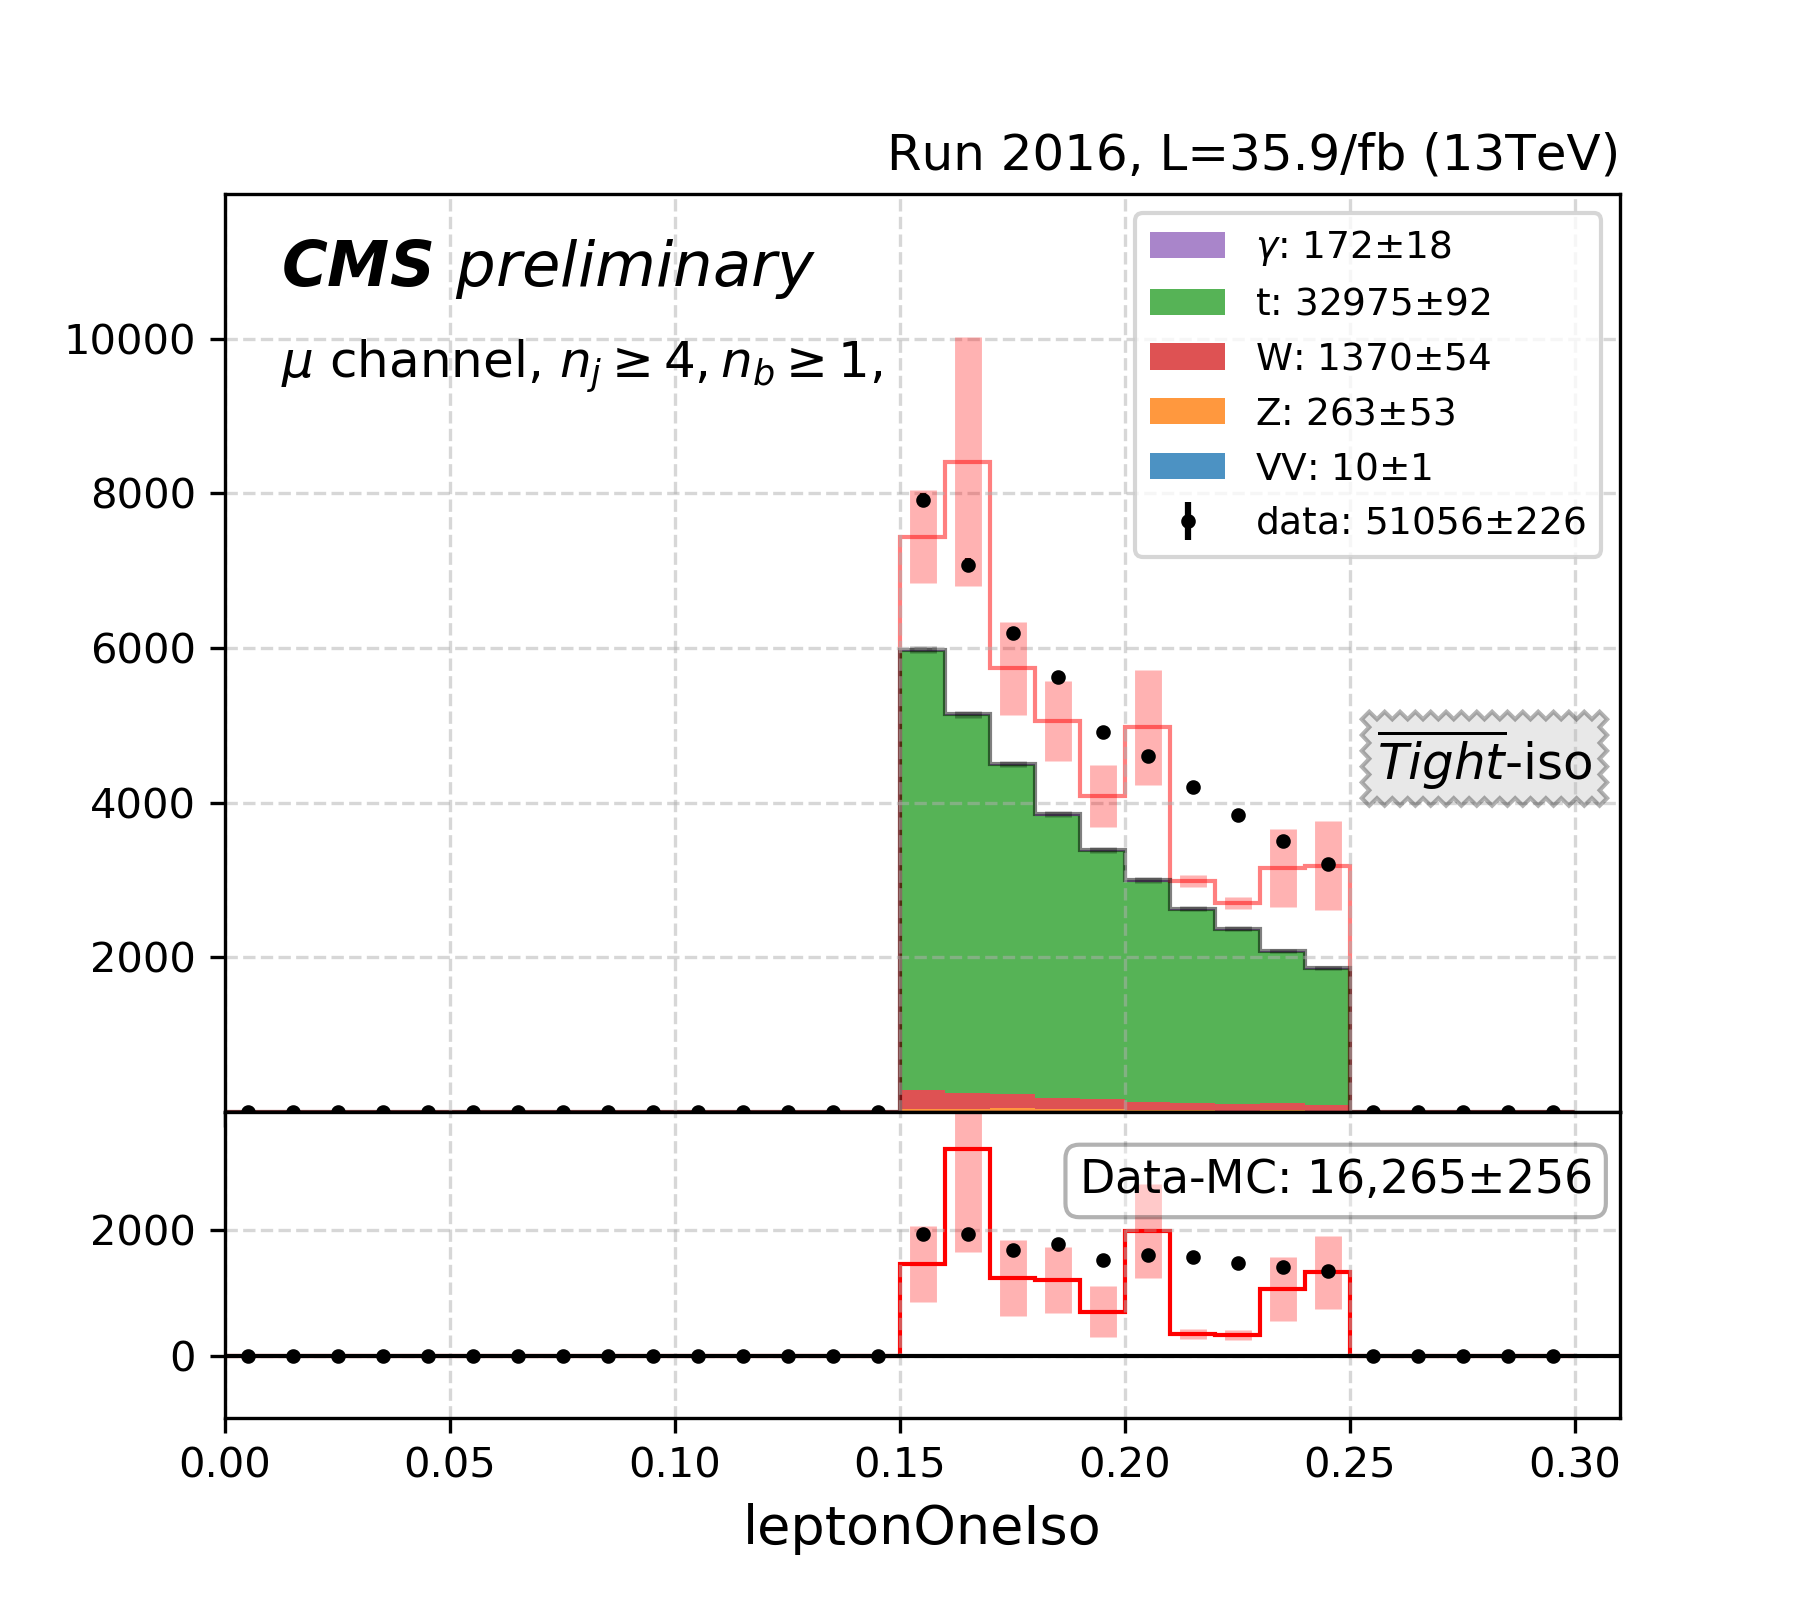 Run 2016, L=35.9/fb (13TeV)
CMS preliminary
μ channel, n_j ≥ 4, n_b ≥ 1,
γ: 172±18
t: 32975±92
W: 1370±54
Z: 263±53
VV: 10±1
data: 51056±226
10000
8000
6000
4000
2000
T̅i̅g̅h̅t̅-iso
Data-MC: 16,265±256
2000
0
0.00 0.05 0.10 0.15 0.20 0.25 0.30
leptonOneIso